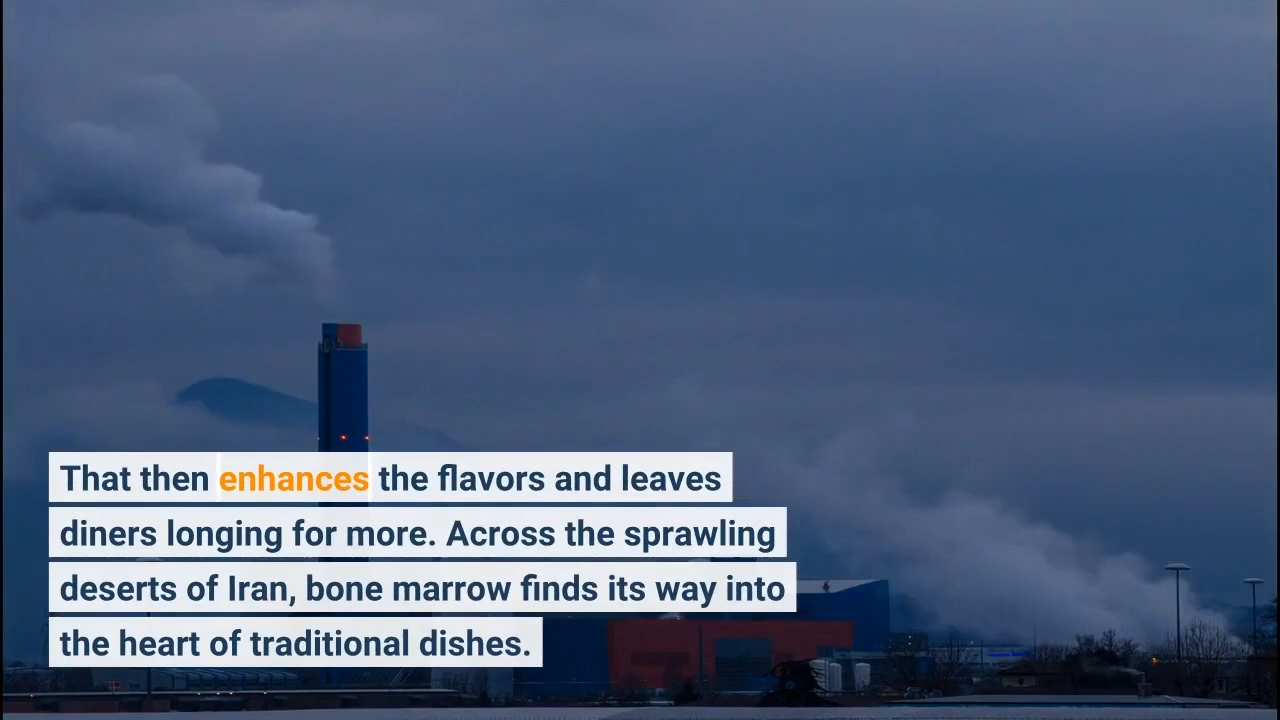 That then enhances the flavors and leaves
diners longing for more. Across the sprawling
deserts of Iran, bone marrow finds its way into
the heart of traditional dishes.